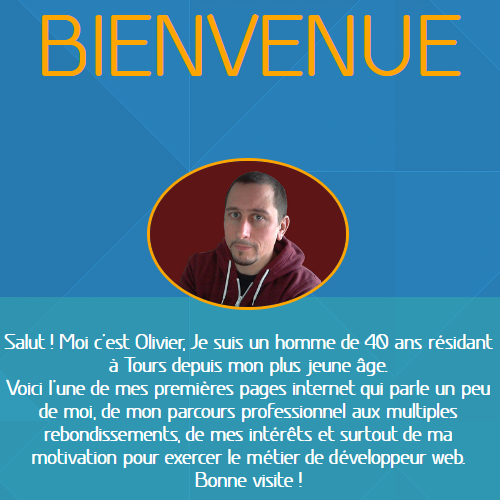 BIENVENUE
Salut ! Moi c'est Olivier, Je suis un homme de 40 ans résidant
à Tours depuis mon plus jeune âge.
Voici l'une de mes premières pages internet qui parle un peu
de moi, de mon parcours professionnel aux multiples
rebondissements, de mes intérêts et surtout de ma
motivation pour exercer le métier de développeur web.
Bonne visite !